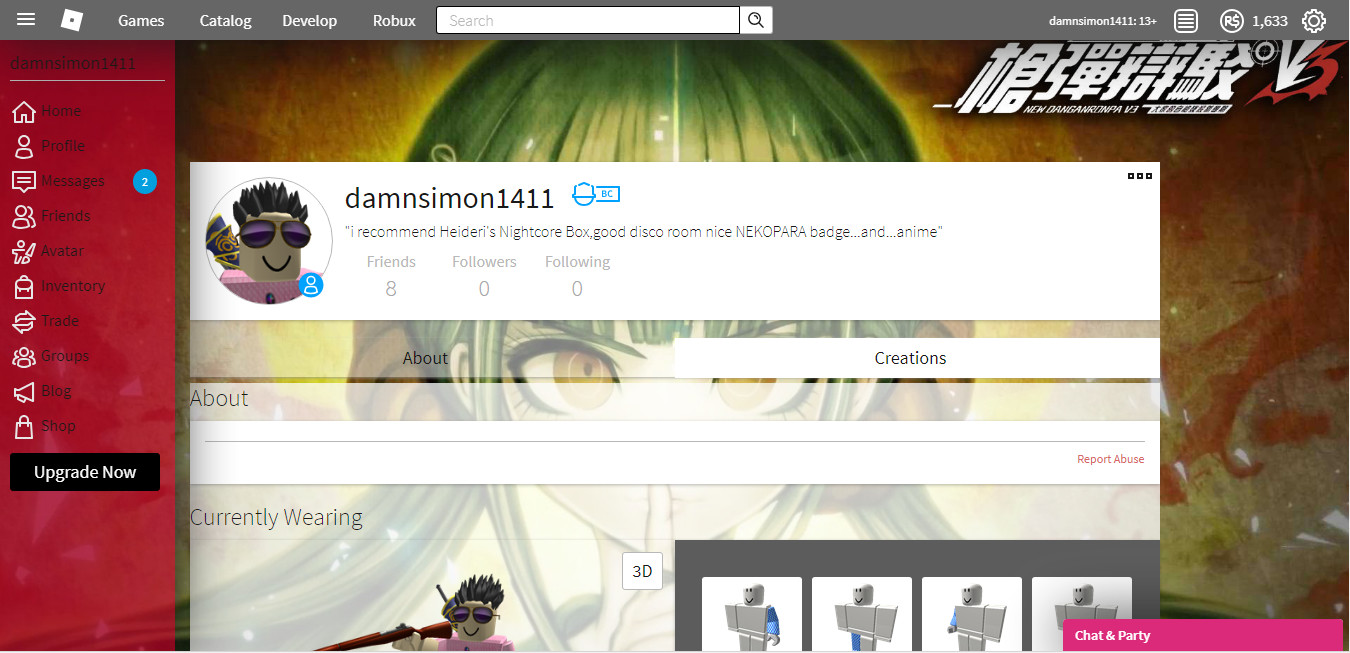 Games Catalog Develop Robux Search damnsimon1411: 13+ R$ 1,633
damnsimon1411
Home
Profile
Messages 2
Friends
Avatar
Inventory
Trade
Groups
Blog
Shop
Upgrade Now
槍彈辯駁 V3
NEW DANGANRONPA V3
damnsimon1411 BC
"i recommend Heideri's Nightcore Box,good disco room nice NEKOPARA badge...and...anime"
Friends Followers Following
8 0 0
About Creations
About
Report Abuse
Currently Wearing
3D
Chat & Party